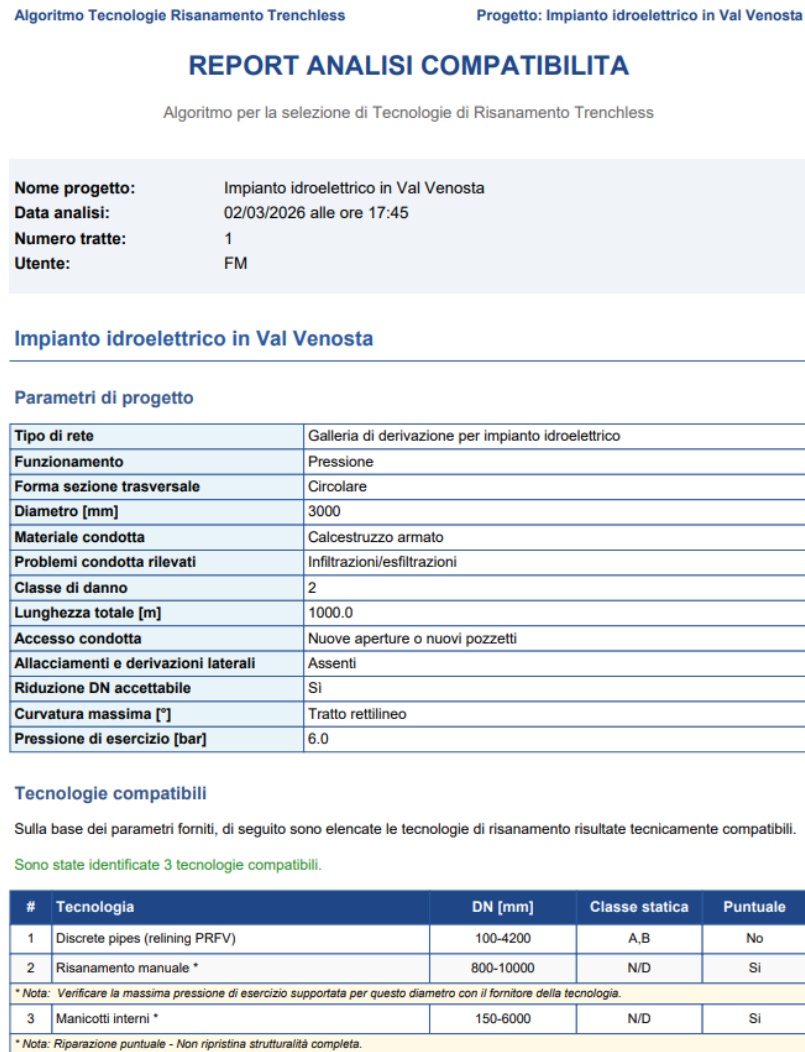 Algoritmo Tecnologie Risanamento Trenchless Progetto: Impianto idroelettrico in Val Venosta
REPORT ANALISI COMPATIBILITA
Algoritmo per la selezione di Tecnologie di Risanamento Trenchless
Nome progetto: Impianto idroelettrico in Val Venosta
Data analisi: 02/03/2026 alle ore 17:45
Numero tratte: 1
Utente: FM
Impianto idroelettrico in Val Venosta
Parametri di progetto
Tipo di rete Galleria di derivazione per impianto idroelettrico
Funzionamento Pressione
Forma sezione trasversale Circolare
Diametro [mm] 3000
Materiale condotta Calcestruzzo armato
Problemi condotta rilevati Infiltrazioni/esfiltrazioni
Classe di danno 2
Lunghezza totale [m] 1000.0
Accesso condotta Nuove aperture o nuovi pozzetti
Allacciamenti e derivazioni laterali Assenti
Riduzione DN accettabile Sì
Curvatura massima [°] Tratto rettilineo
Pressione di esercizio [bar] 6.0
Tecnologie compatibili
Sulla base dei parametri forniti, di seguito sono elencate le tecnologie di risanamento risultate tecnicamente compatibili.
Sono state identificate 3 tecnologie compatibili.
# Tecnologia DN [mm] Classe statica Puntuale
1 Discrete pipes (relining PRFV) 100-4200 A,B No
2 Risanamento manuale * 800-10000 N/D Si
* Nota: Verificare la massima pressione di esercizio supportata per questo diametro con il fornitore della tecnologia.
3 Manicotti interni * 150-6000 N/D Si
* Nota: Riparazione puntuale - Non ripristina strutturalità completa.